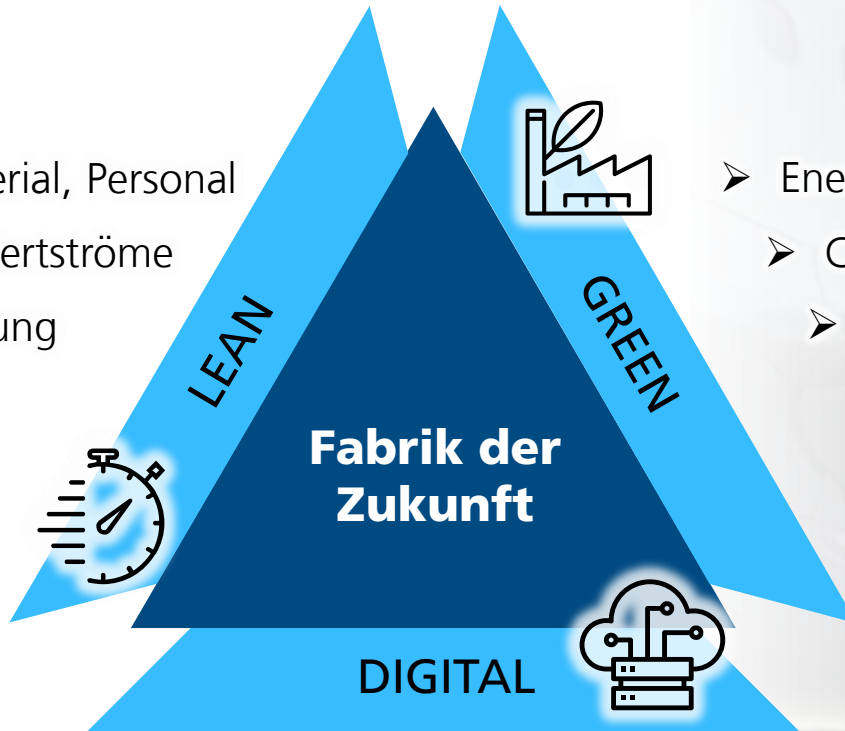 erial, Personal
ertströme
ung
LEAN
➢ Ene
➢ C
➢
GREEN
Fabrik der
Zukunft
DIGITAL